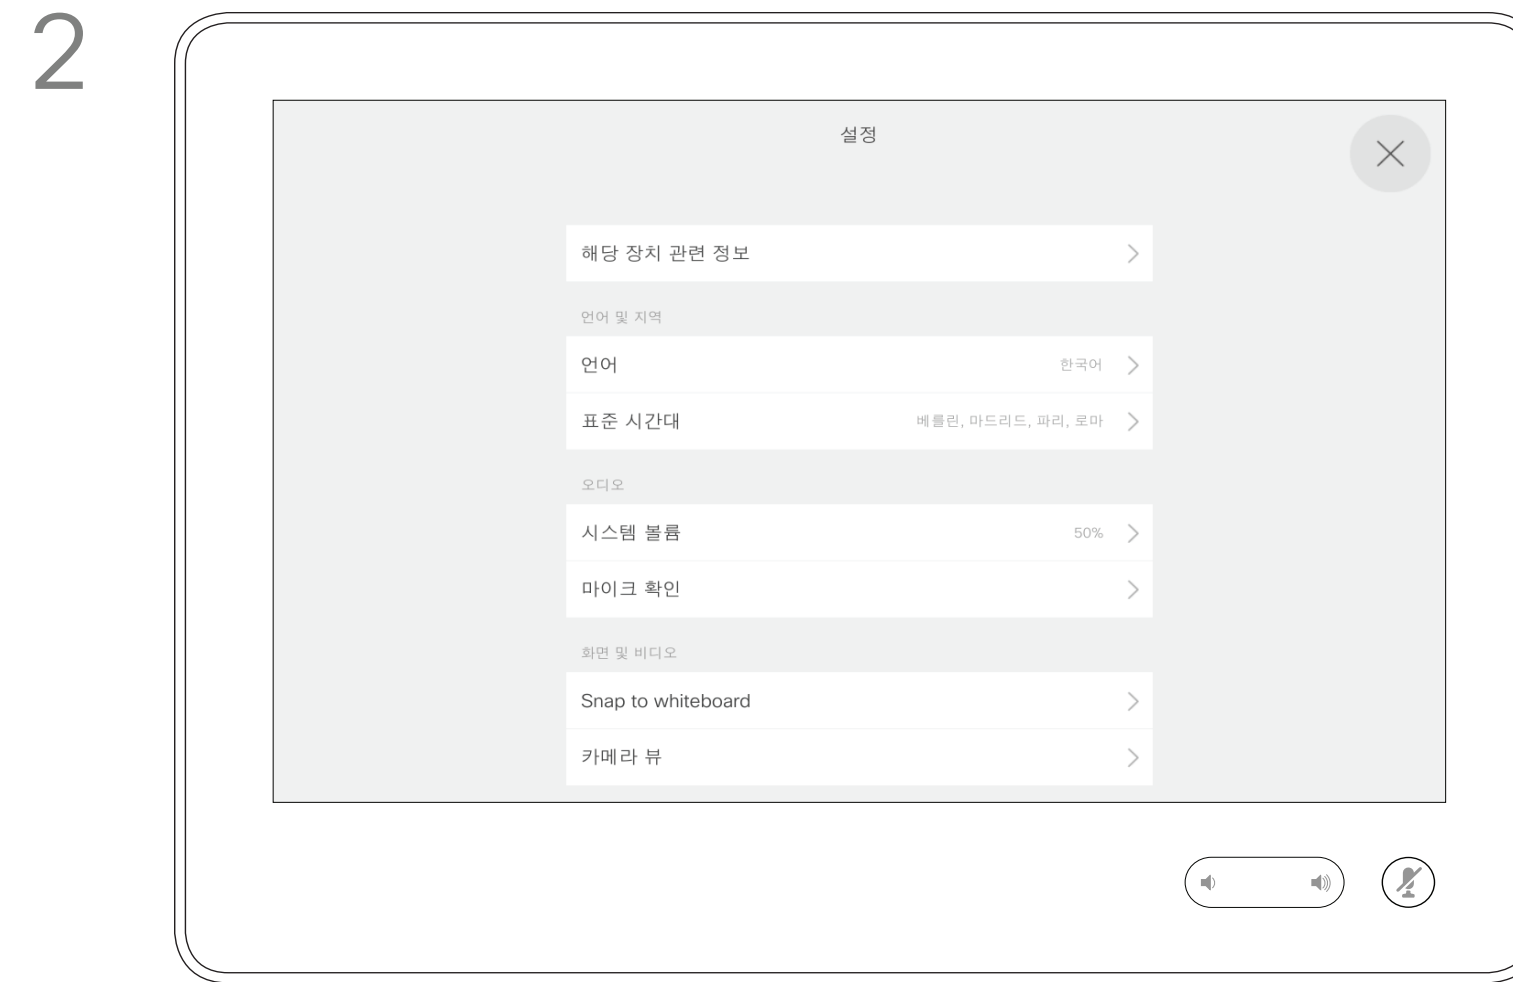 2
설정
해당 장치 관련 정보
언어 및 지역
언어 한국어
표준 시간대 베를린, 마드리드, 파리, 로마
오디오
시스템 볼륨 50%
마이크 확인
화면 및 비디오
Snap to whiteboard
카메라 뷰